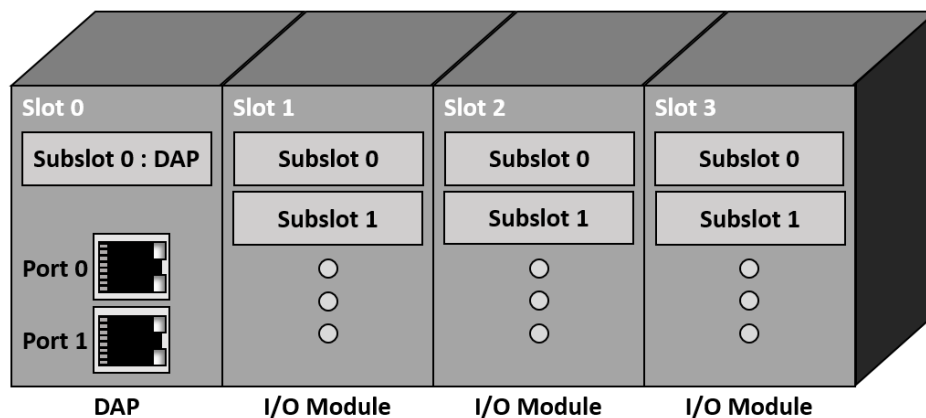 Slot 0
Subslot 0 : DAP
Port 0
Port 1
DAP
Slot 1
Subslot 0
Subslot 1
I/O Module
Slot 2
Subslot 0
Subslot 1
I/O Module
Slot 3
Subslot 0
Subslot 1
I/O Module